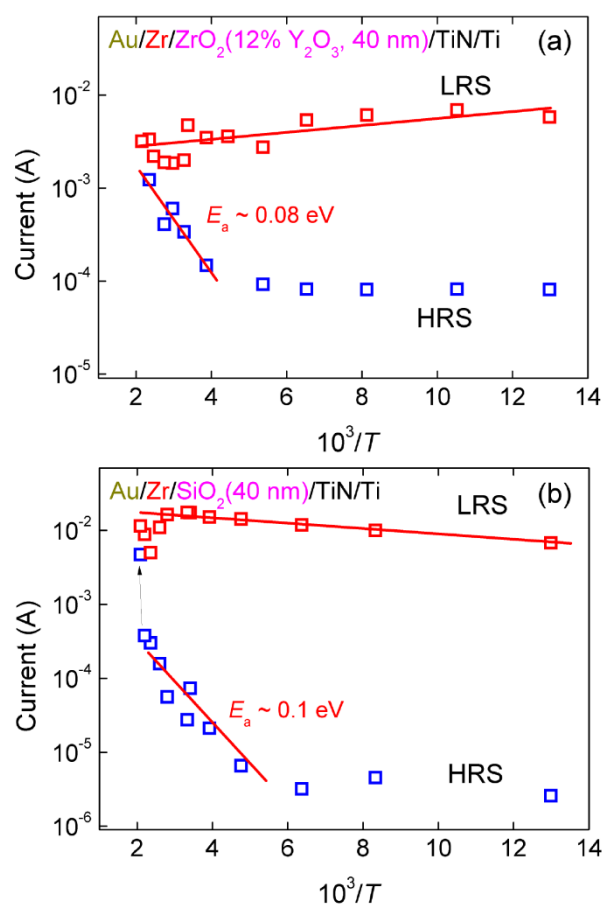 Au/Zr/ZrO₂(12% Y₂O₃, 40 nm)/TiN/Ti (a)
LRS
10⁻²
10⁻³
Eₐ ~ 0.08 eV
10⁻⁴
HRS
10⁻⁵
Current (A)
2 4 6 8 10 12 14
10³/T
Au/Zr/SiO₂(40 nm)/TiN/Ti (b)
LRS
10⁻²
10⁻³
10⁻⁴
Eₐ ~ 0.1 eV
10⁻⁵
HRS
10⁻⁶
Current (A)
2 4 6 8 10 12 14
10³/T